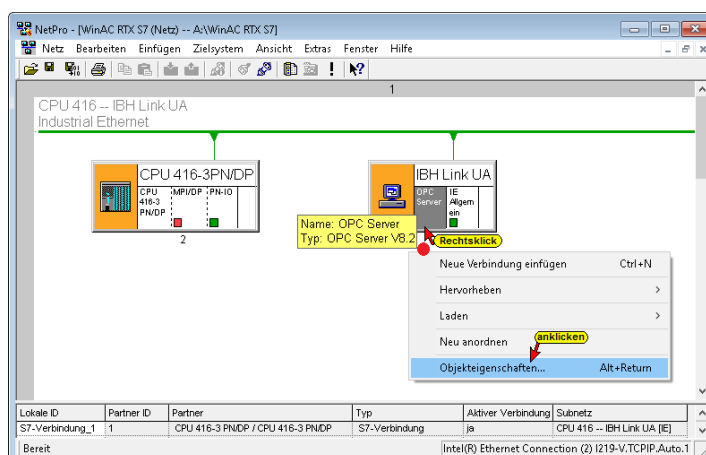 NetPro - [WinAC RTX S7 (Netz) -- A:\WinAC RTX S7]
Netz Bearbeiten Einfügen Zielsystem Ansicht Extras Fenster Hilfe
1
CPU 416 -- IBH Link UA
Industrial Ethernet
CPU 416-3PN/DP
CPU 416-3 PN/DP
MPI/DP
PN-IO
2
IBH Link UA
OPC Server
IE Allgemein
Name: OPC Server
Typ: OPC Server V8.2
Rechtsklick
Neue Verbindung einfügen Ctrl+N
Hervorheben
Laden
Neu anordnen
anklicken
Objekteigenschaften... Alt+Return
Lokale ID Partner ID Partner Typ Aktiver Verbindung Subnetz
S7-Verbindung_1 1 CPU 416-3 PN/DP / CPU 416-3 PN/DP S7-Verbindung ja CPU 416 -- IBH Link UA [IE]
Bereit Intel(R) Ethernet Connection (2) I219-V.TCPIP.Auto.1